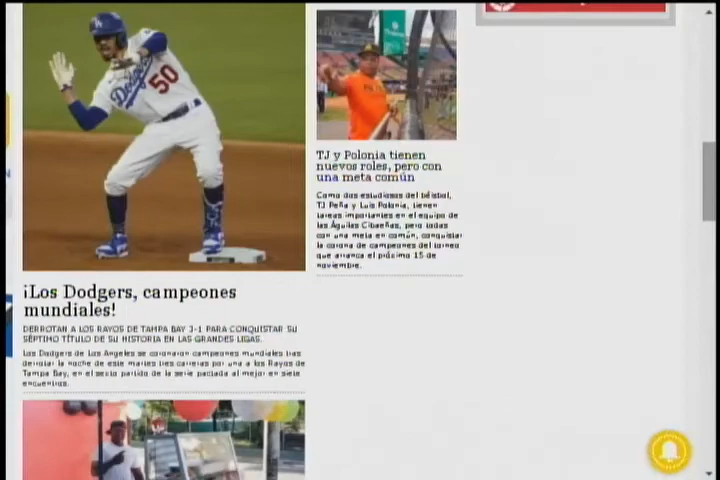 Dodgers
50
¡Los Dodgers, campeones
mundiales!
DERROTAN A LOS RAYOS DE TAMPA BAY 3-1 PARA CONQUISTAR SU
SÉPTIMO TÍTULO DE SU HISTORIA EN LAS GRANDES LIGAS.
Los Dodgers de Los Angeles se coronaron campeones mundiales tras
derrotar la noche de este martes tres carreras por una a los Rayos de
Tampa Bay, en el sexto partido de la serie pactada al mejor en siete
encuentros.
TJ y Polonia tienen
nuevos roles, pero con
una meta común
Como dos estudiosos del béisbol,
TJ Peña y Luis Polonia, tienen
tareas importantes en el equipo de
las Águilas Cibaeñas, pero todas
con una meta en común, conquistar
la corona de campeones del torneo
que arranca el próximo 15 de
noviembre.